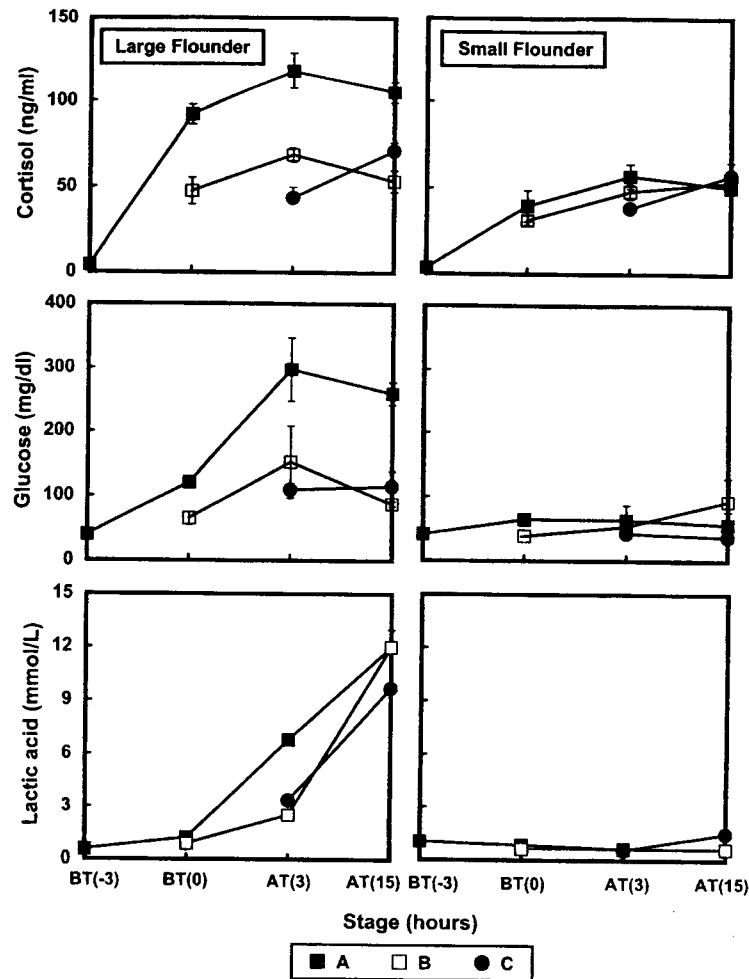 150
Large Flounder
Small Flounder
Cortisol (ng/ml)
100
50
0
400
Glucose (mg/dl)
300
200
100
0
15
Lactic acid (mmol/L)
12
9
6
3
0
BT(-3) BT(0) AT(3) AT(15) BT(-3) BT(0) AT(3) AT(15)
Stage (hours)
A B C